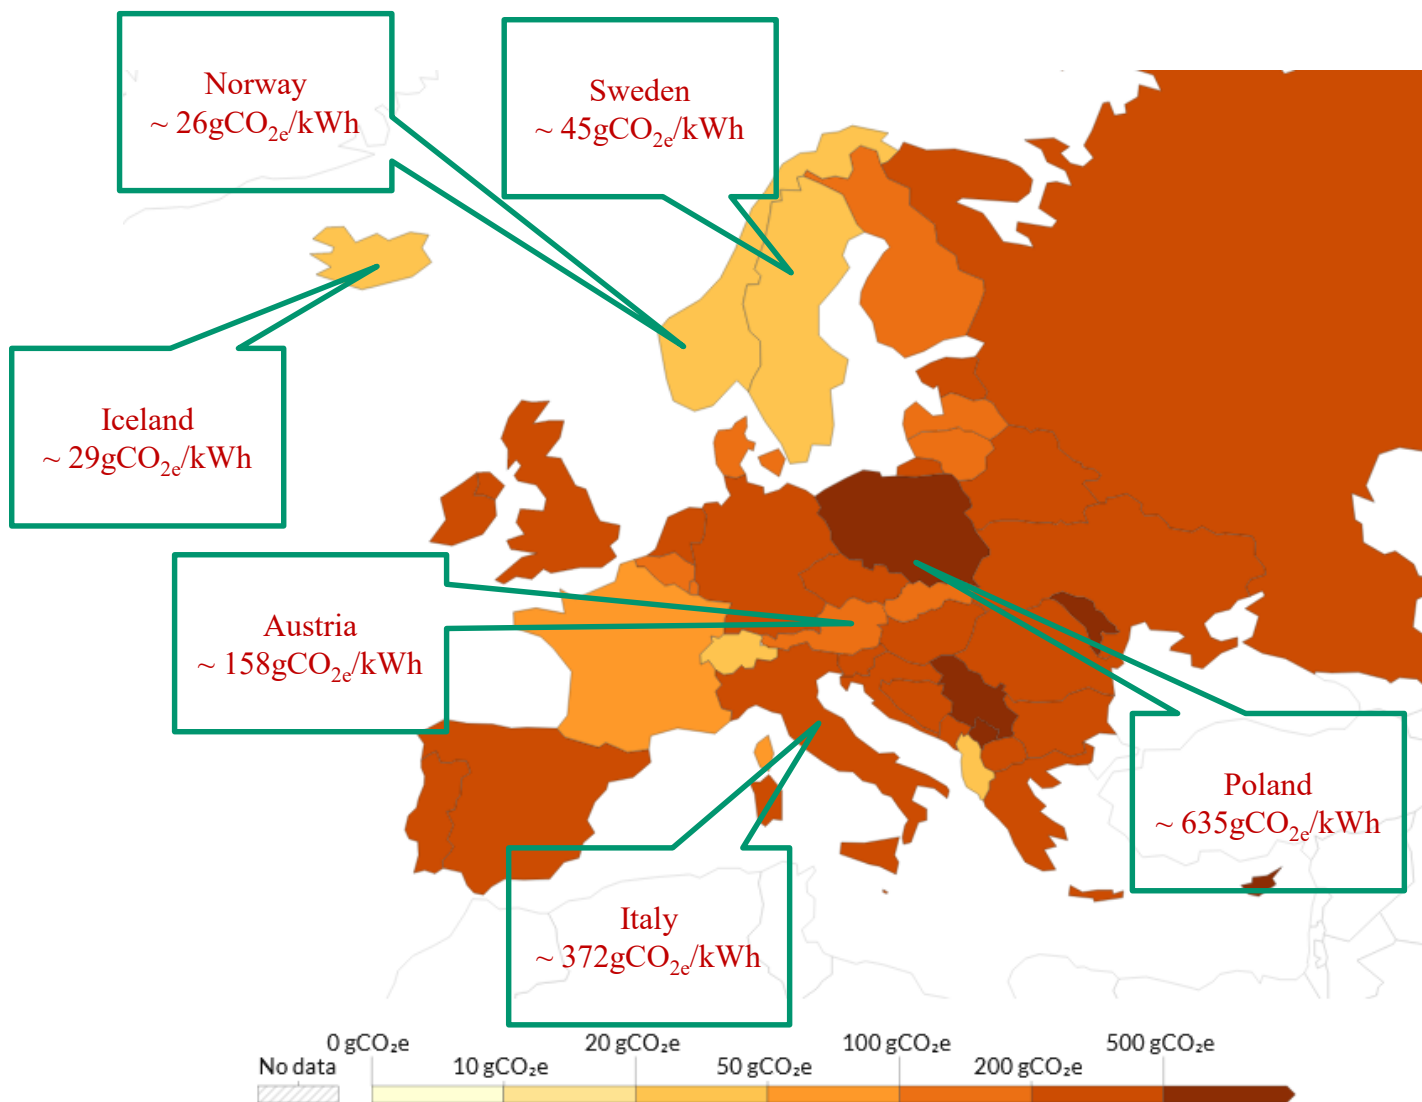 Norway
~ 26gCO₂ₑ/kWh
Sweden
~ 45gCO₂ₑ/kWh
Iceland
~ 29gCO₂ₑ/kWh
Austria
~ 158gCO₂ₑ/kWh
Poland
~ 635gCO₂ₑ/kWh
Italy
~ 372gCO₂ₑ/kWh
No data
0 gCO₂e
10 gCO₂e
20 gCO₂e
50 gCO₂e
100 gCO₂e
200 gCO₂e
500 gCO₂e